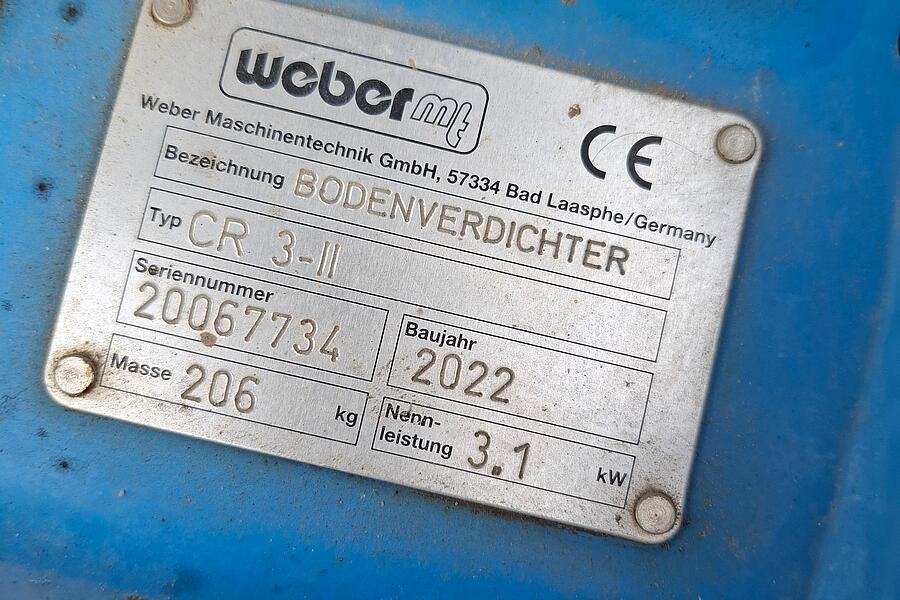 weber mt
CE
Weber Maschinentechnik GmbH, 57334 Bad Laasphe/Germany
Bezeichnung BODENVERDICHTER
Typ CR 3-II
Seriennummer
20067734
Baujahr
2022
Masse 206 kg
Nenn-
leistung 3.1 kW